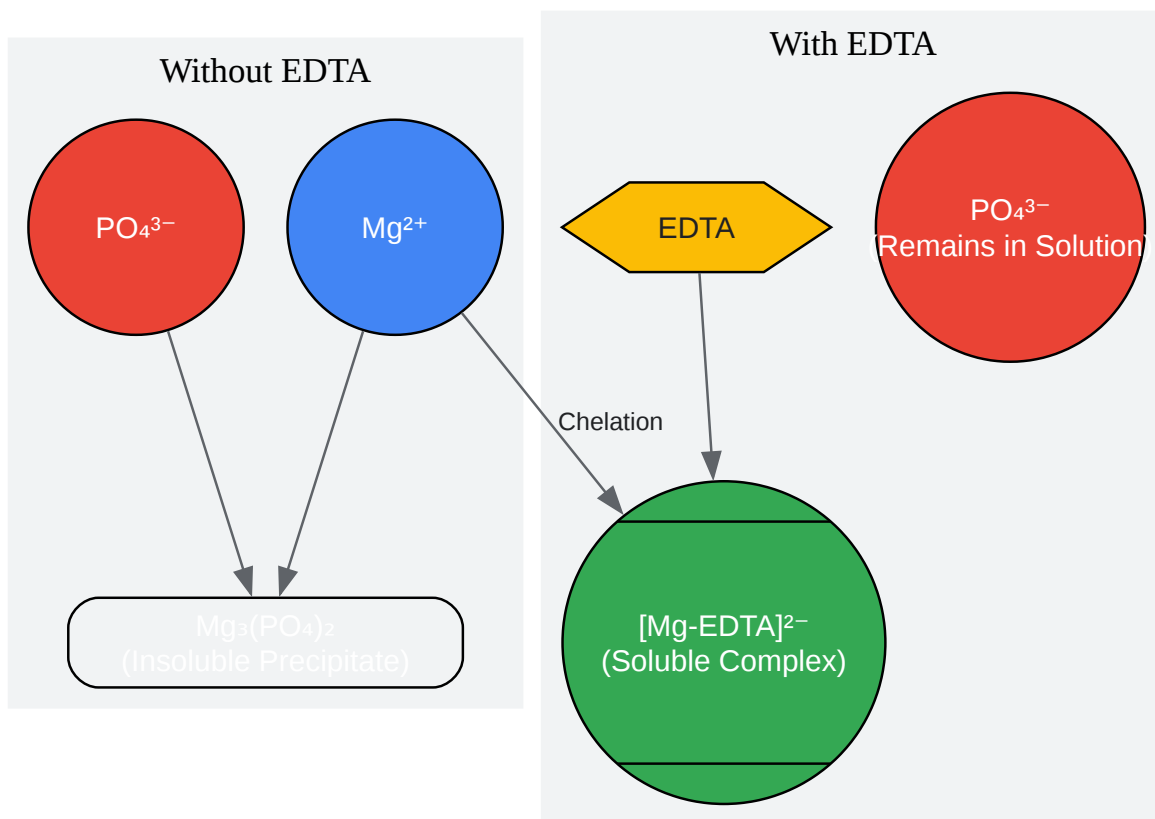 Without EDTA
PO₄³⁻
Mg²⁺
Mg₃(PO₄)₂
(Insoluble Precipitate)
With EDTA
EDTA
PO₄³⁻
(Remains in Solution)
Chelation
[Mg-EDTA]²⁻
(Soluble Complex)